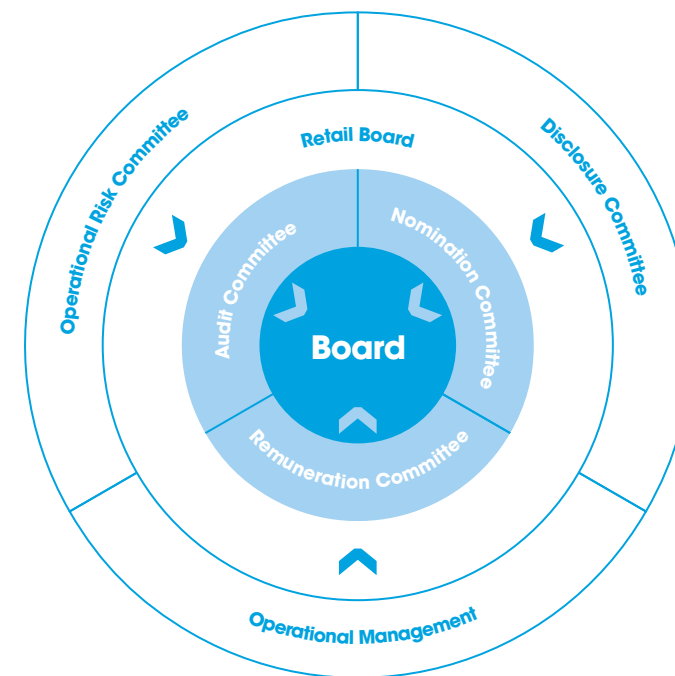 Operational Risk Committee
Disclosure Committee
Retail Board
Audit Committee
Nomination Committee
Board
Remuneration Committee
Operational Management